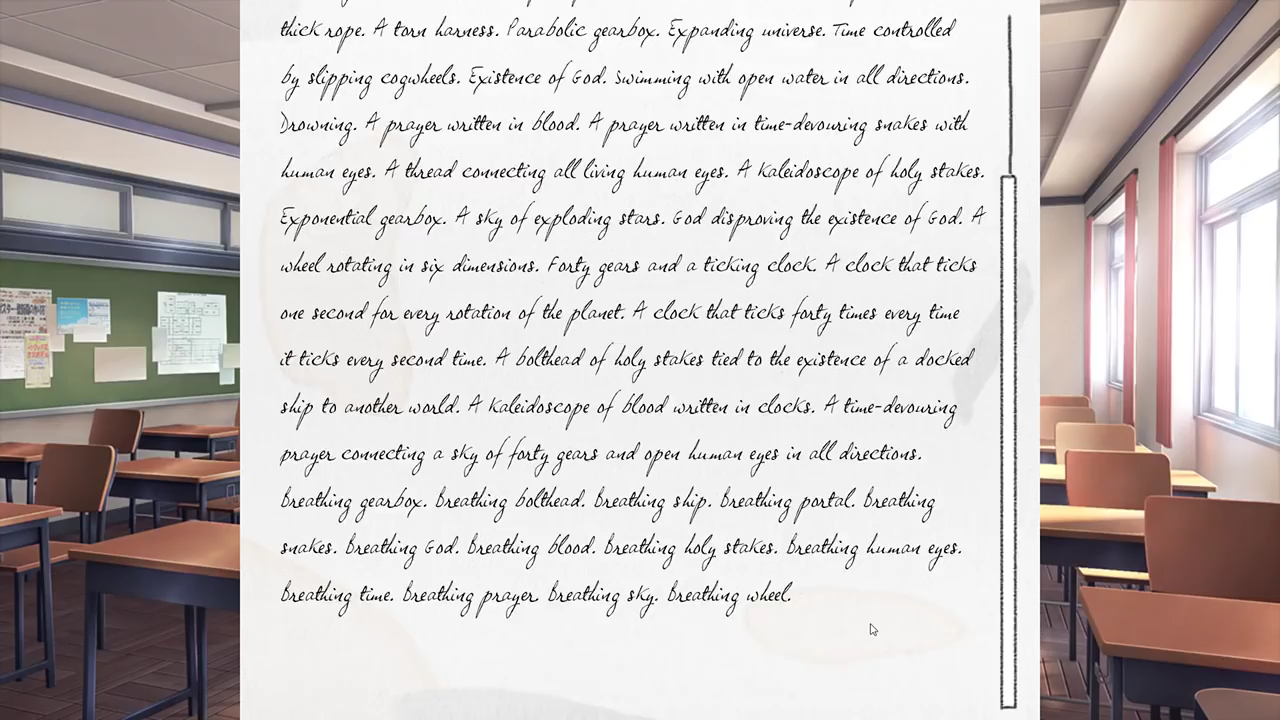 thick rope. A torn harness. Parabolic gearbox. Expanding universe. Time controlled
by slipping cogwheels. Existence of God. Swimming with open water in all directions.
Drowning. A prayer written in blood. A prayer written in time-devouring snakes with
human eyes. A thread connecting all living human eyes. A kaleidoscope of holy stakes.
Exponential gearbox. A sky of exploding stars. God disproving the existence of God. A
wheel rotating in six dimensions. Forty gears and a ticking clock. A clock that ticks
one second for every rotation of the planet. A clock that ticks forty times every time
it ticks every second time. A bolthead of holy stakes tied to the existence of a docked
ship to another world. A kaleidoscope of blood written in clocks. A time-devouring
prayer connecting a sky of forty gears and open human eyes in all directions.
Breathing gearbox. Breathing bolthead. Breathing ship. Breathing portal. Breathing
snakes. Breathing God. Breathing blood. Breathing holy stakes. Breathing human eyes.
Breathing time. Breathing prayer. Breathing sky. Breathing wheel.